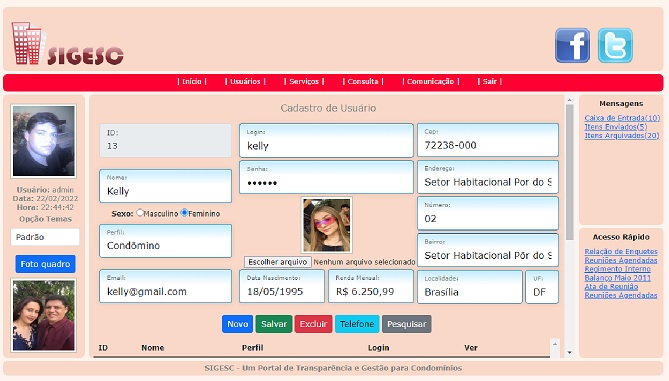 SIGESC
| Início | | Usuários | | Serviços | | Consulta | | Comunicação | | Sair |
Usuário: admin
Data: 22/02/2022
Hora: 22:44:42
Opção Temas
Padrão
Foto quadro
Cadastro de Usuário
ID:
13
Login:
kelly
Cep:
72238-000
Nome:
Kelly
Senha:
••••••
Endereço:
Setor Habitacional Pôr do S
Sexo: Masculino Feminino
Número:
02
Perfil:
Condômino
Bairro:
Setor Habitacional Pôr do S
Escolher arquivo Nenhum arquivo selecionado
Email:
kelly@gmail.com
Data Nascimento:
18/05/1995
Renda Mensal:
R$ 6.250,99
Localidade:
Brasília
UF:
DF
Novo Salvar Excluir Telefone Pesquisar
ID Nome Perfil Login Ver
Mensagens
Caixa de Entrada(10)
Itens Enviados(5)
Itens Arquivados(20)
Acesso Rápido
Relação de Enquetes
Reuniões Agendadas
Regimento Interno
Balanço Maio 2011
Ata de Reunião
Reuniões Agendadas
SIGESC - Um Portal de Transparência e Gestão para Condomínios